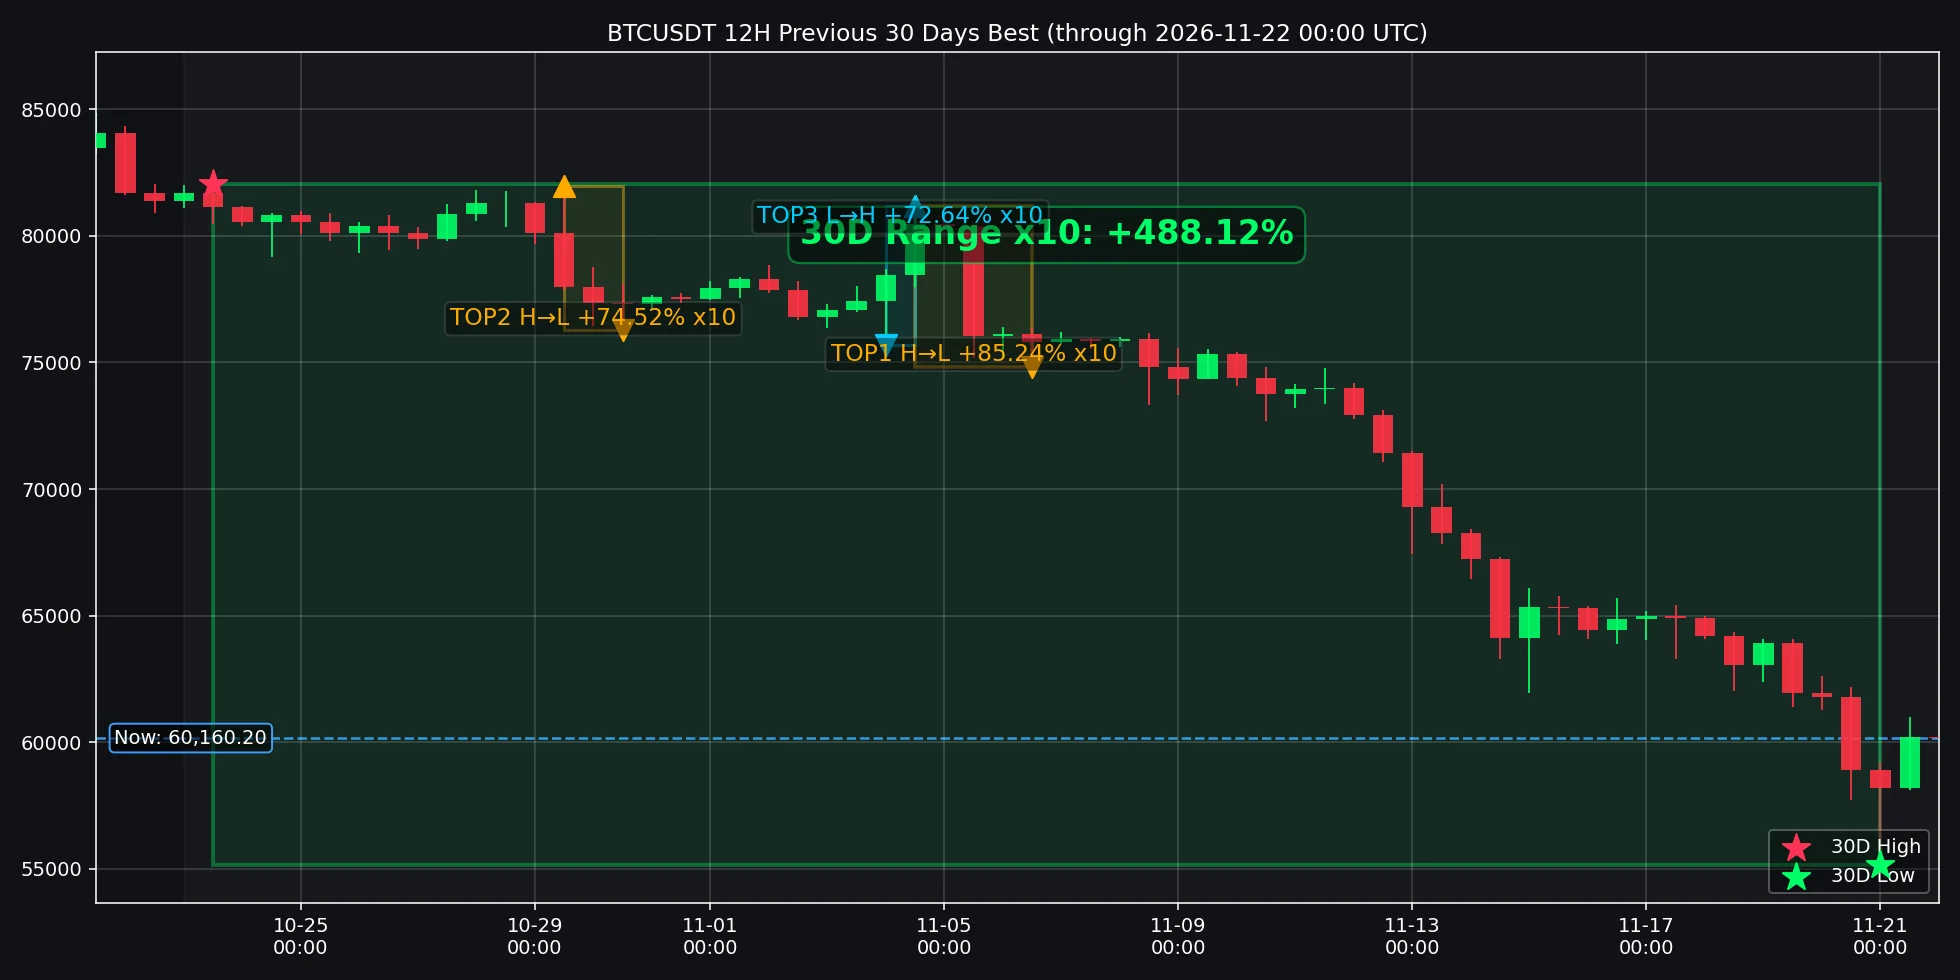 BTCUSDT 12H Previous 30 Days Best (through 2026-11-22 00:00 UTC)
85000
80000
75000
70000
65000
60000
55000
TOP3 L→H +72.64% x10
30D Range x10: +488.12%
TOP2 H→L +74.52% x10
TOP1 H→L +85.24% x10
Now: 60,160.20
30D High
30D Low
10-25
00:00
10-29
00:00
11-01
00:00
11-05
00:00
11-09
00:00
11-13
00:00
11-17
00:00
11-21
00:00